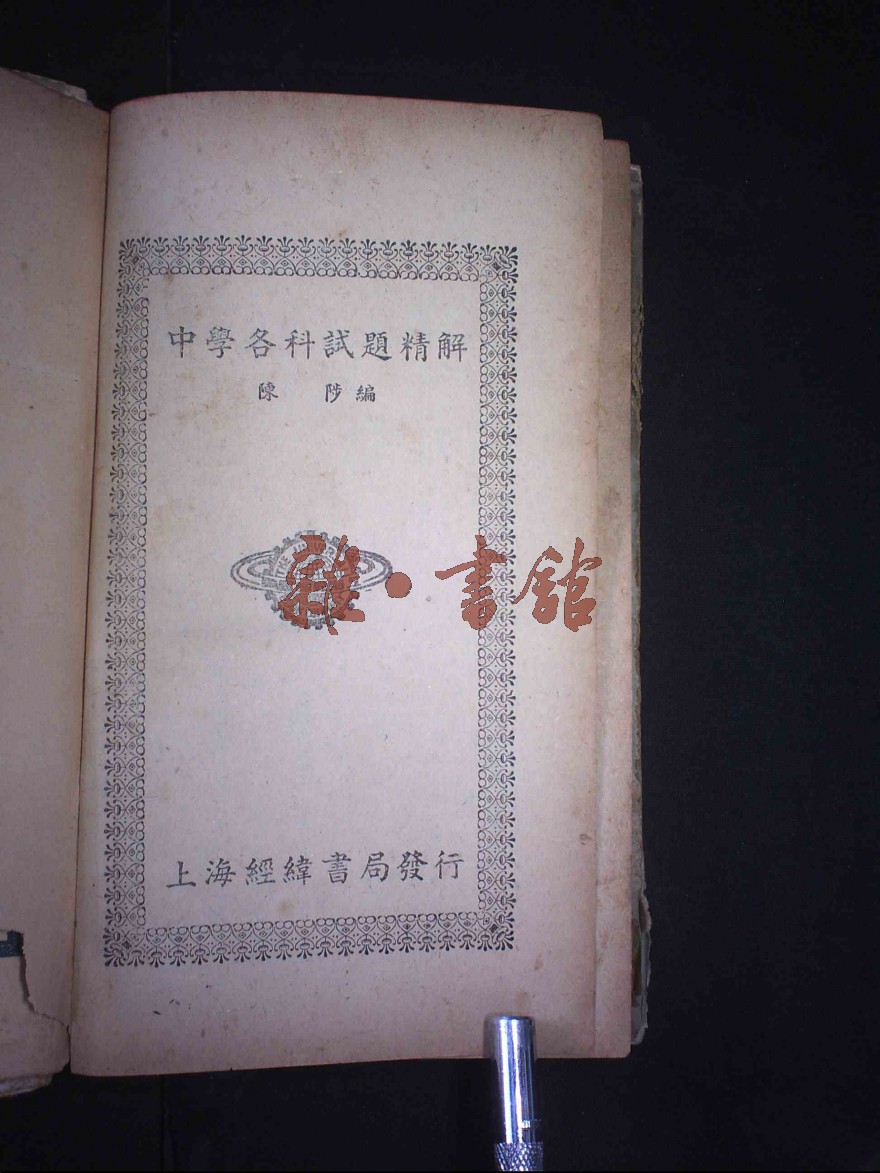 中學各科試題精解
陳 陟編
雜·書館
上海經緯書局發行